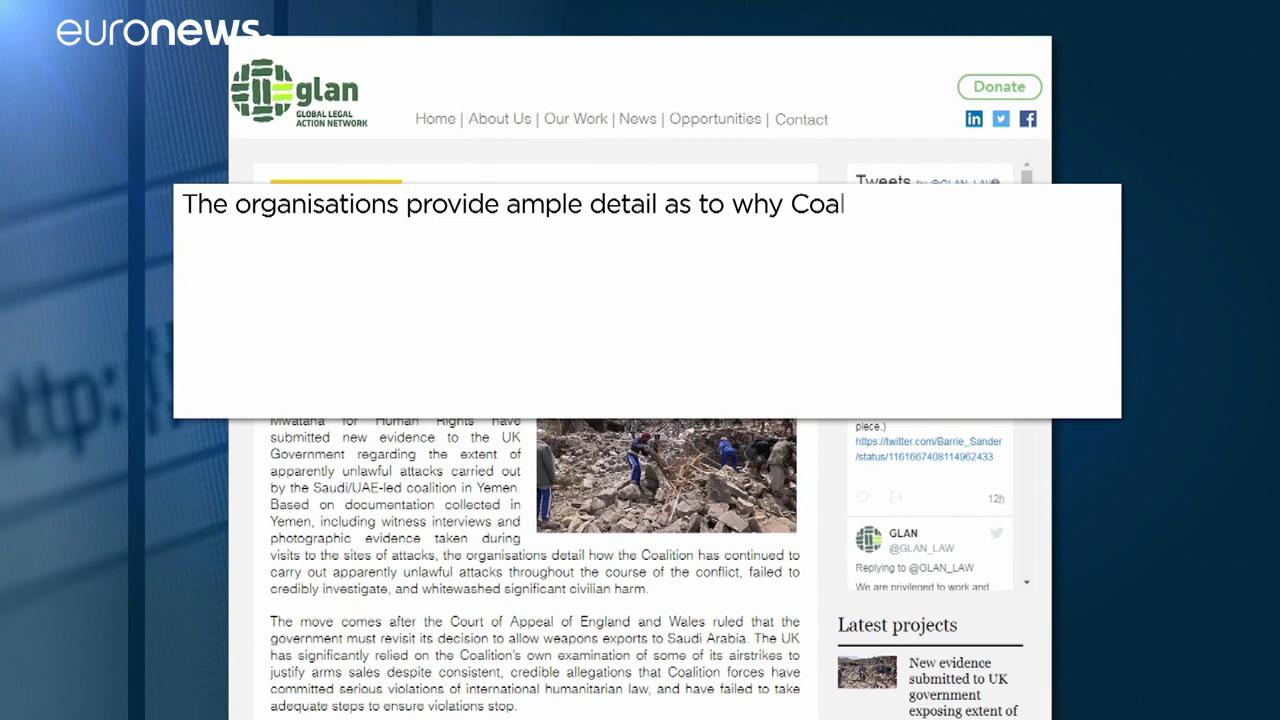 euronews.
glan
GLOBAL LEGAL
ACTION NETWORK
Donate
Home | About Us | Our Work | News | Opportunities | Contact
Tweets by @GLAN_LAW
The organisations provide ample detail as to why Coal
ttp:
Mwatana for Human Rights have
submitted new evidence to the UK
Government regarding the extent of
apparently unlawful attacks carried out
by the Saudi/UAE-led coalition in Yemen.
Based on documentation collected in
Yemen, including witness interviews and
photographic evidence taken during
visits to the sites of attacks, the organisations detail how the Coalition has continued to
carry out apparently unlawful attacks throughout the course of the conflict, failed to
credibly investigate, and whitewashed significant civilian harm.
The move comes after the Court of Appeal of England and Wales ruled that the
government must revisit its decision to allow weapons exports to Saudi Arabia. The UK
has significantly relied on the Coalition's own examination of some of its airstrikes to
justify arms sales despite consistent, credible allegations that Coalition forces have
committed serious violations of international humanitarian law, and have failed to take
adequate steps to ensure violations stop.
piece.)
https://twitter.com/Barrie_Sander
/status/1161667408114962433
12h
GLAN
@GLAN_LAW
Replying to @GLAN_LAW
We are privileged to work and
Latest projects
New evidence
submitted to UK
government
exposing extent of